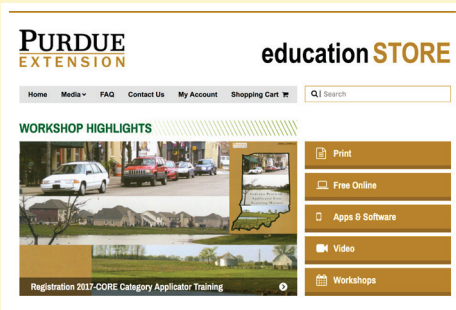 PURDUE
EXTENSION
education STORE
Home Media FAQ Contact Us My Account Shopping Cart
Search
WORKSHOP HIGHLIGHTS
Registration 2017-CORE Category Applicator Training
Print
Free Online
Apps & Software
Video
Workshops